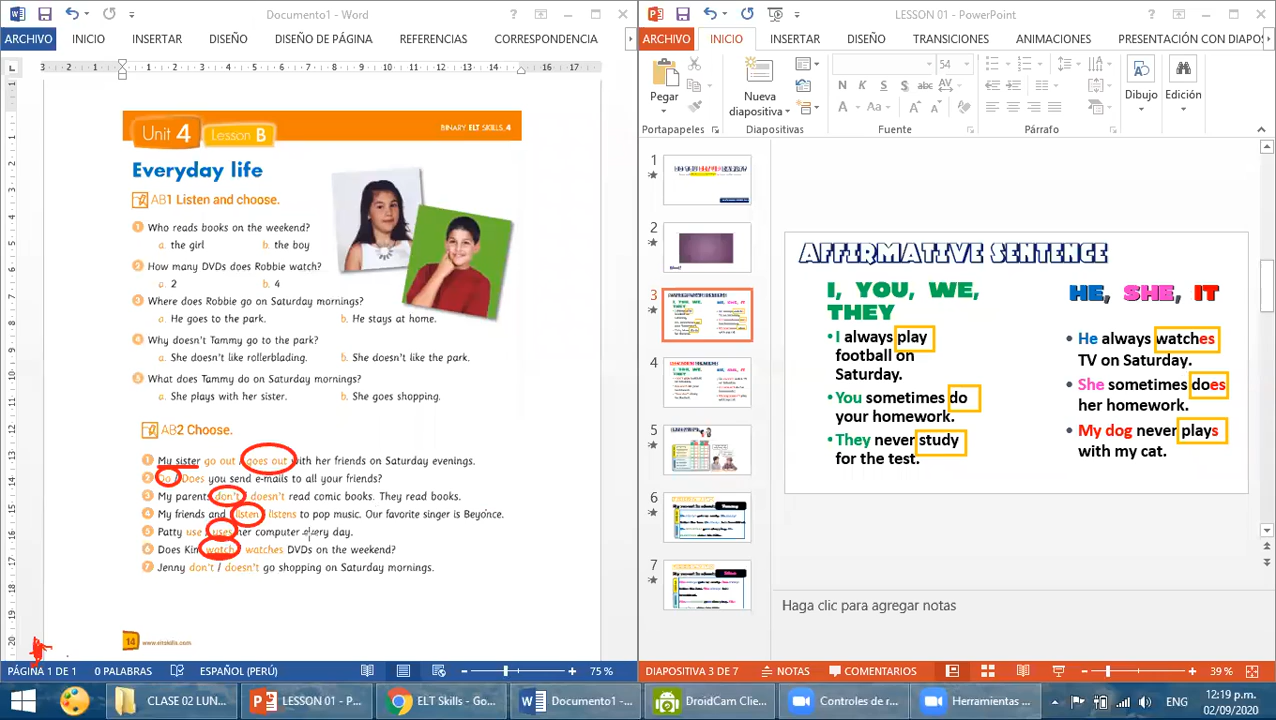 Documento1 - Word
ARCHIVO INICIO INSERTAR DISEÑO DISEÑO DE PÁGINA REFERENCIAS CORRESPONDENCIA
Unit 4 Lesson B
BINARY ELT SKILLS, 4
Everyday life
AB1 Listen and choose.
1 Who reads books on the weekend?
a. the girl b. the boy
2 How many DVDs does Robbie watch?
a. 2 b. 4
3 Where does Robbie go on Saturday mornings?
a. He goes to the park. b. He stays at home.
4 Why doesn't Tammy go to the park?
a. She doesn't like rollerblading. b. She doesn't like the park.
5 What does Tammy do on Saturday mornings?
a. She plays with her sister. b. She goes shopping.
AB2 Choose.
1 My sister go out / goes out with her friends on Saturday evenings.
2 Do / Does you send e-mails to all your friends?
3 My parents don't / doesn't read comic books. They read books.
4 My friends and I listen / listens to pop music. Our favorite singer is Beyonce.
5 Patty use / uses her computer every day.
6 Does Kim watch / watches DVDs on the weekend?
7 Jenny don't / doesn't go shopping on Saturday mornings.
14 www.eltskills.com
PÁGINA 1 DE 1 0 PALABRAS ESPAÑOL (PERÚ) 75 %
LESSON 01 - PowerPoint
ARCHIVO INICIO INSERTAR DISEÑO TRANSICIONES ANIMACIONES PRESENTACIÓN CON DIAPOS
54
Pegar
Nueva
diapositiva
Dibujo Edición
Portapapeles Diapositivas Fuente Párrafo
1
2
3
4
5
6
7
AFFIRMATIVE SENTENCE
I, YOU, WE,
THEY
• I always play
football on
Saturday.
• You sometimes do
your homework.
• They never study
for the test.
HE, SHE, IT
• He always watches
TV on Saturday.
• She sometimes does
her homework.
• My dog never plays
with my cat.
Haga clic para agregar notas
DIAPOSITIVA 3 DE 7 NOTAS COMENTARIOS 39 %
CLASE 02 LUN... LESSON 01 - P... ELT Skills - Go... Documento1 -... DroidCam Clie... Controles de r... Herramientas ...
12:19 p.m.
02/09/2020